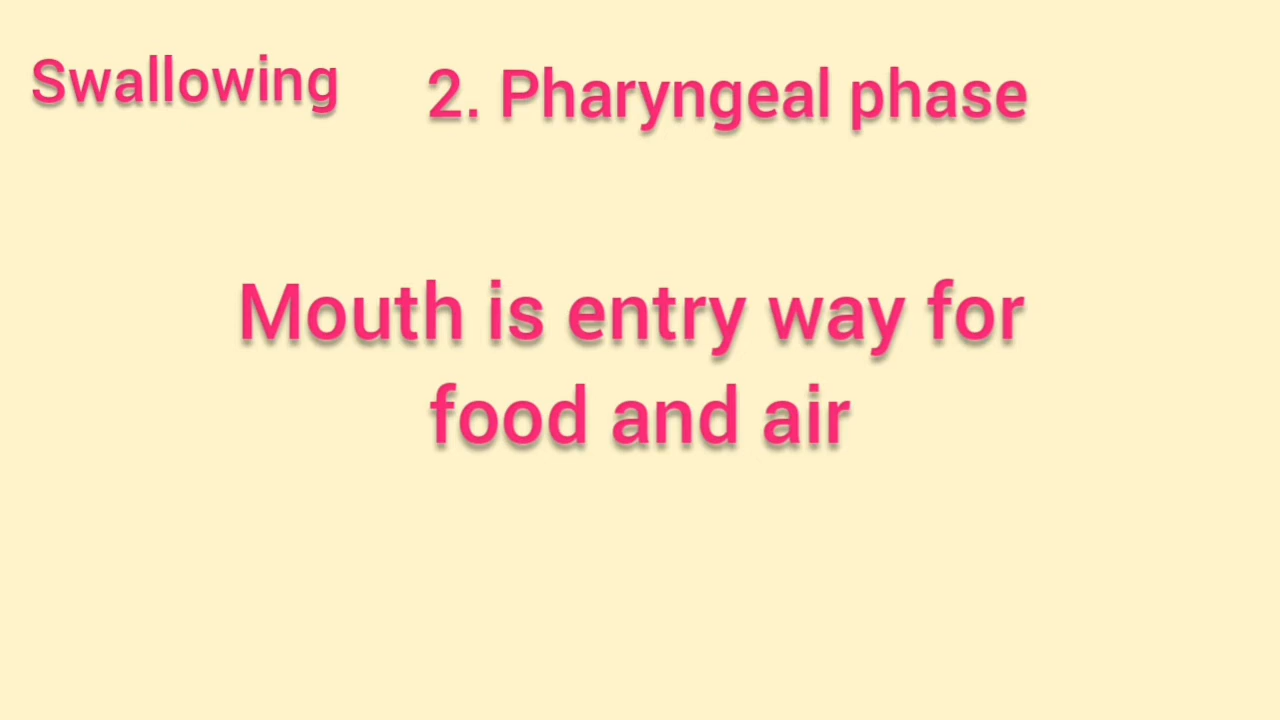 Swallowing
2. Pharyngeal phase
Mouth is entry way for
food and air